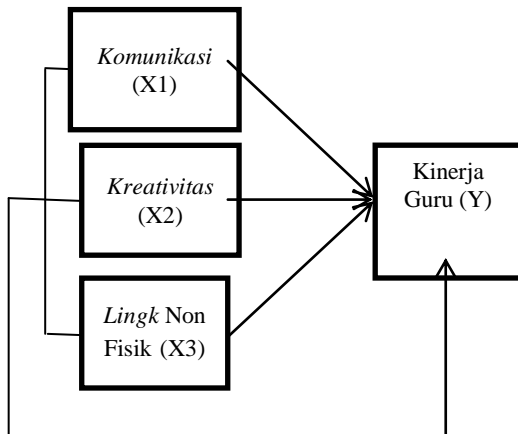 Komunikasi
(X1)
Kreativitas
(X2)
Lingk Non
Fisik (X3)
Kinerja
Guru (Y)